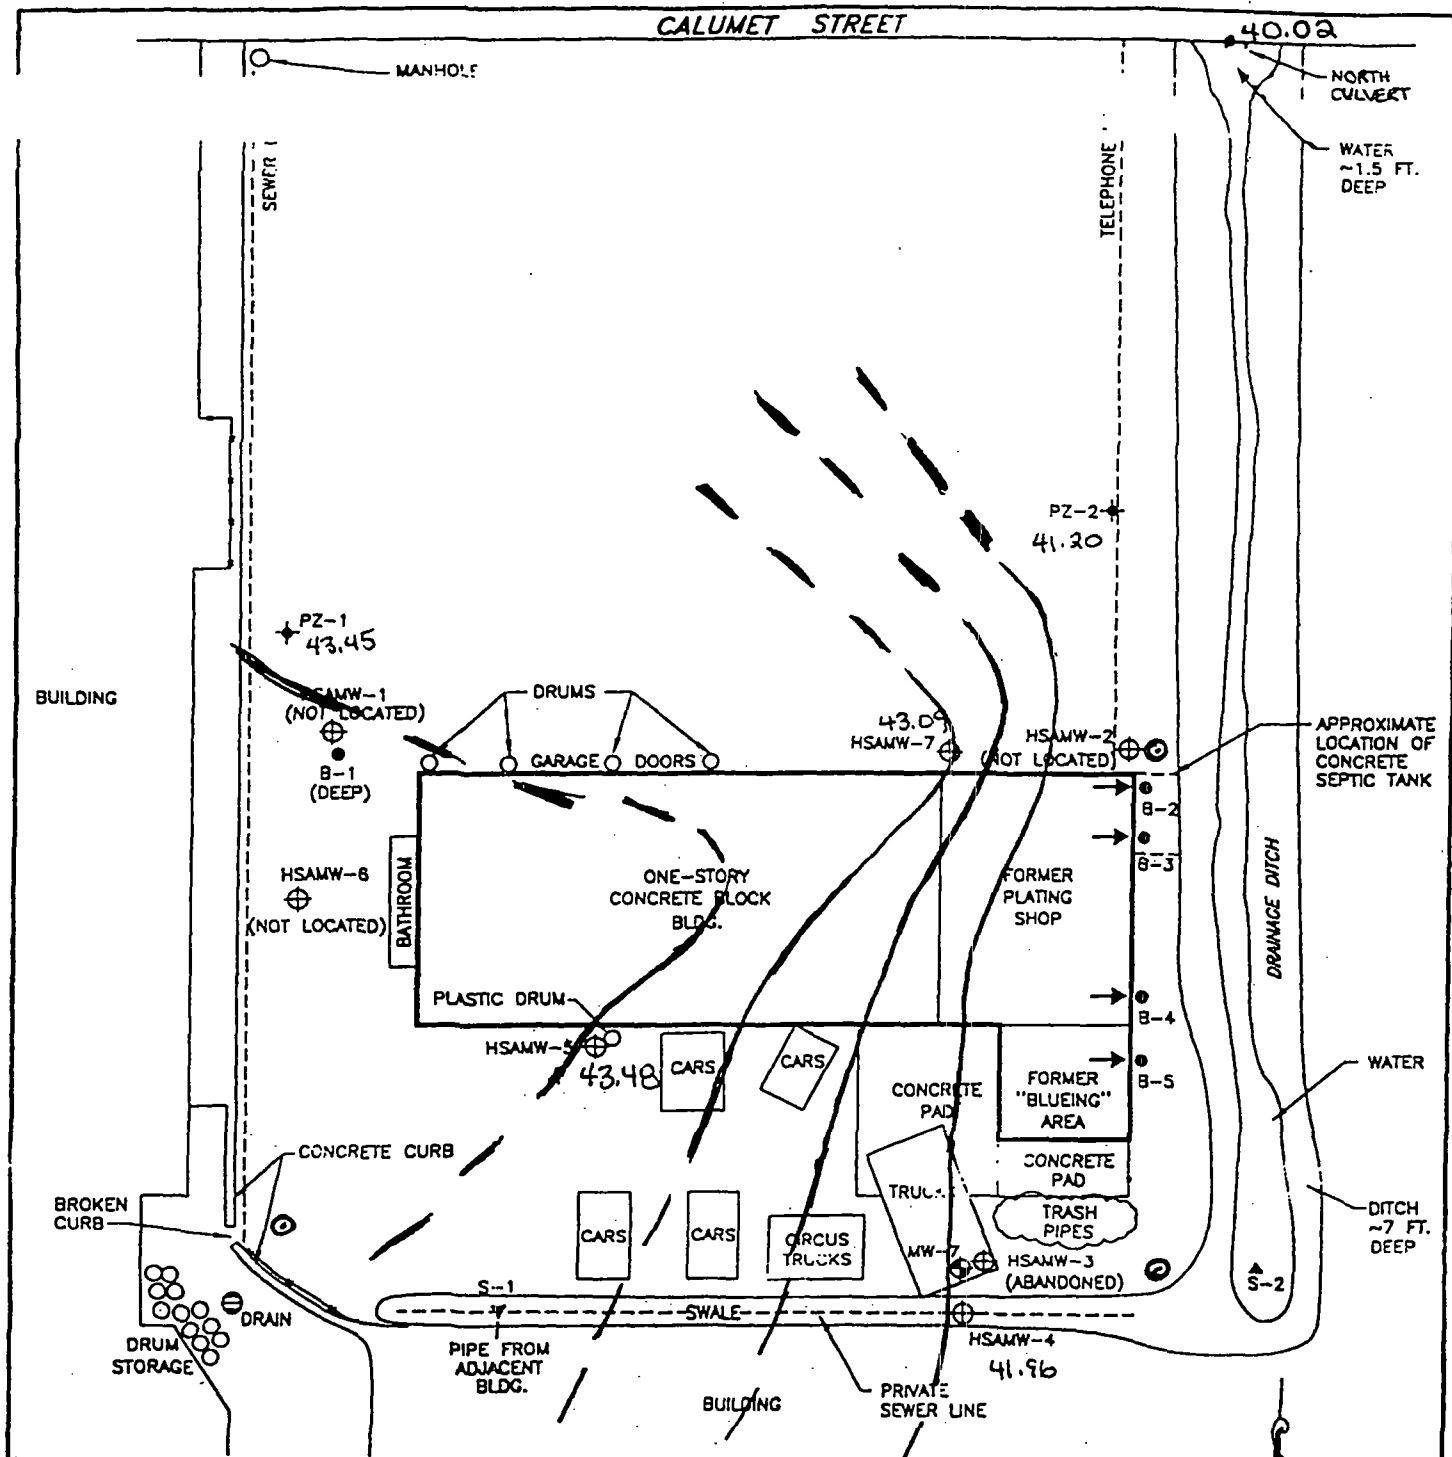 CALUMET STREET
40.02
MANHOLE
NORTH
CULVERT
WATER
~1.5 FT.
DEEP
SEWER
TELEPHONE
PZ-2
41.20
PZ-1
43.45
BUILDING
HSAMW-1
(NOT LOCATED)
B-1
(DEEP)
DRUMS
GARAGE DOORS
43.09
HSAMW-7
HSAMW-2
(NOT LOCATED)
APPROXIMATE
LOCATION OF
CONCRETE
SEPTIC TANK
B-2
B-3
HSAMW-6
(NOT LOCATED)
BATHROOM
ONE-STORY
CONCRETE BLOCK
BLDG.
FORMER
PLATING
SHOP
DRAINAGE DITCH
PLASTIC DRUM
B-4
HSAMW-5
43.48
CARS
CARS
CONCRETE
PAD
FORMER
"BLUEING"
AREA
B-5
WATER
CONCRETE CURB
CONCRETE
PAD
BROKEN
CURB
TRUCK
TRASH
PIPES
DITCH
~7 FT.
DEEP
CARS
CARS
CIRCUS
TRUCKS
MW-7
HSAMW-3
(ABANDONED)
S-2
S-1
DRAIN
SWALE
DRUM
STORAGE
PIPE FROM
ADJACENT
BLDG.
HSAMW-4
41.96
BUILDING
PRIVATE
SEWER LINE